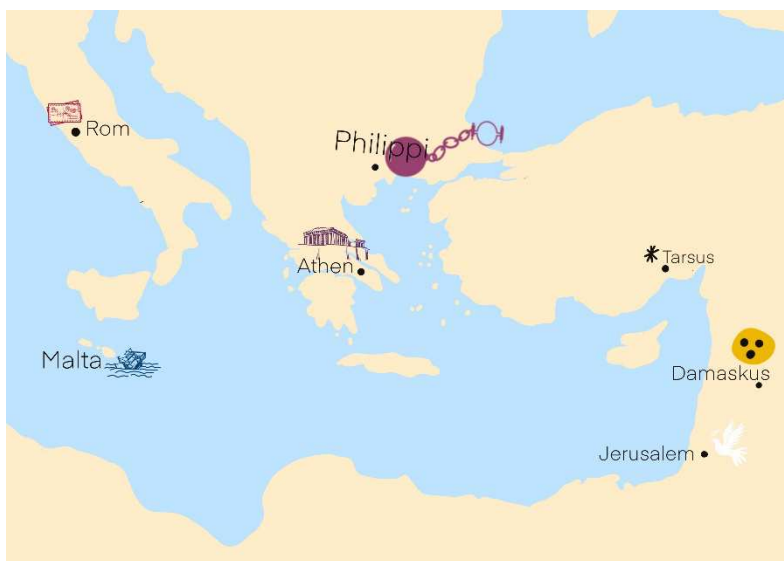 Rom
Philippi
Athen
Tarsus
Malta
Damaskus
Jerusalem